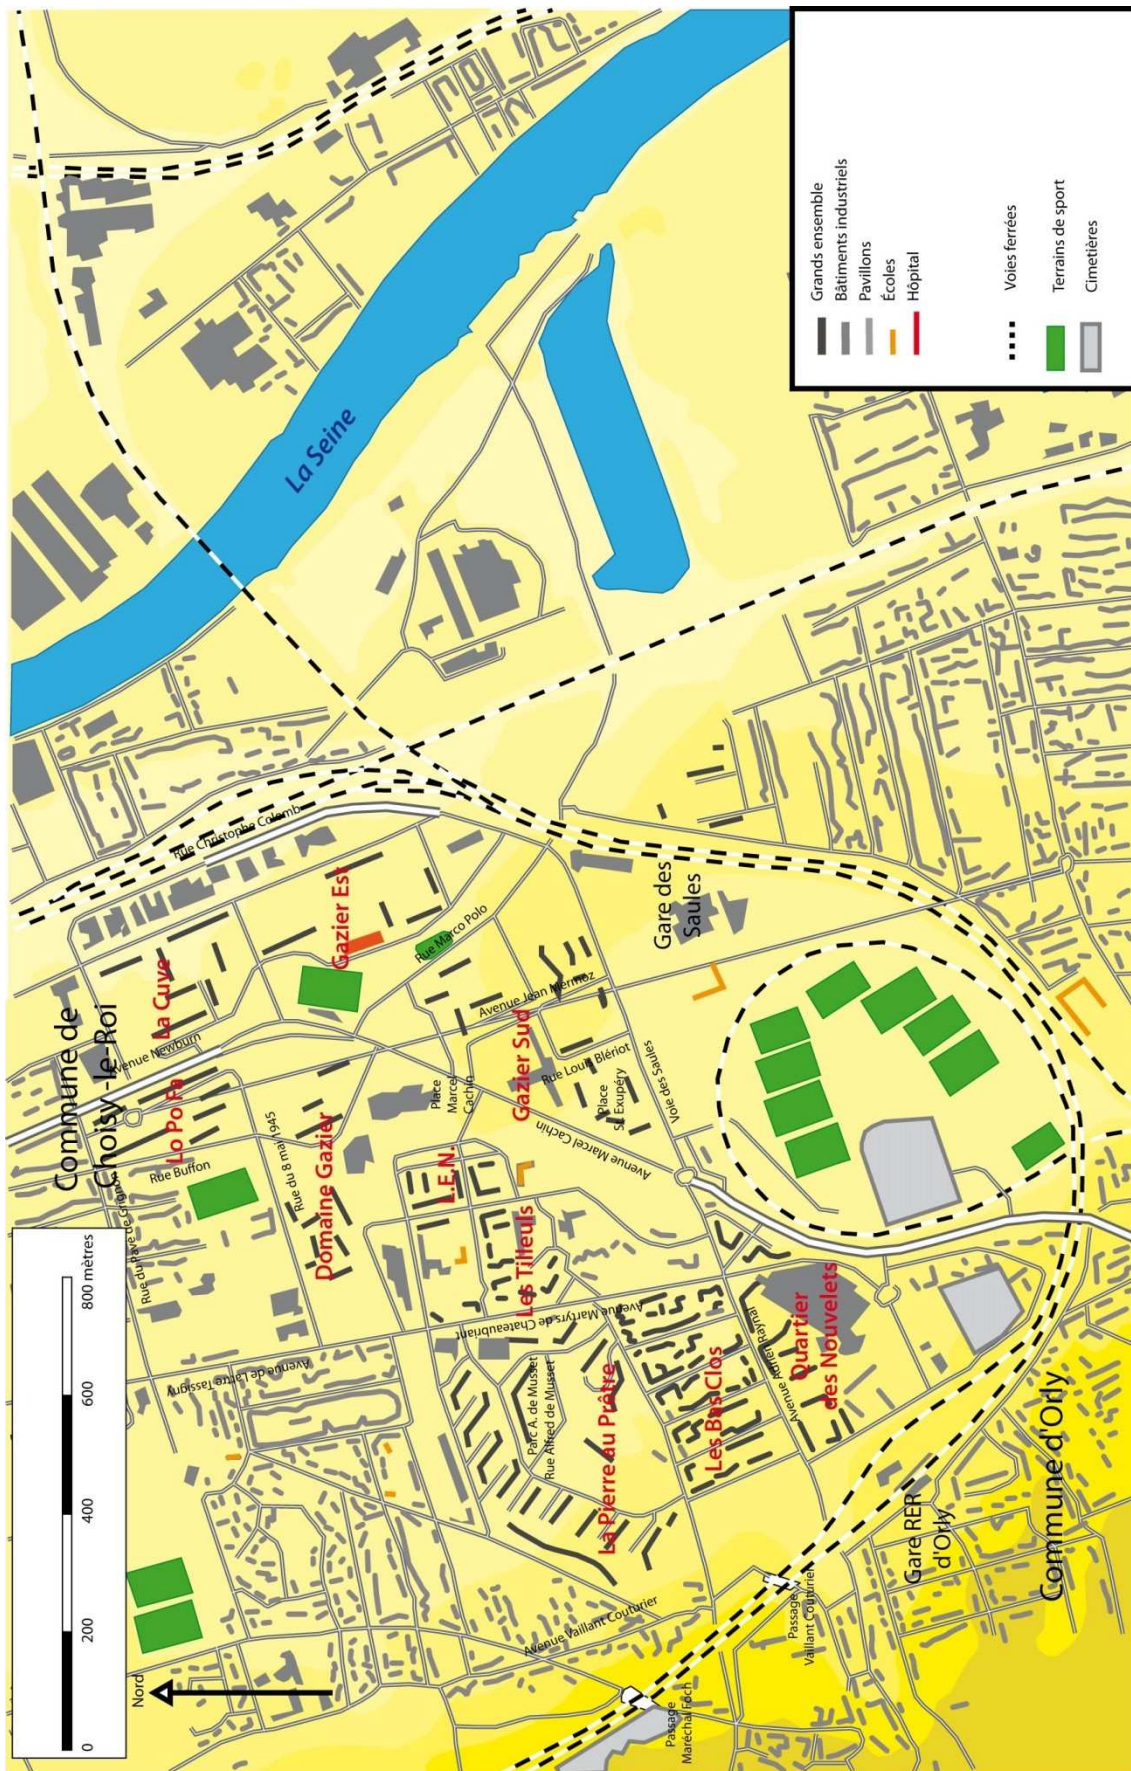 Commune de
Choisy-le-Roi
0
200
400
600
800 mètres
Nord
Rue du Pavé de Grignon
Rue Buffon
Lo Po Pa
La Cuve
Avenue Newburn
Rue Christophe Colomb
Rue du 8 mai 1945
Domaine Gazier
Gazier Est
Rue Marco Polo
La Seine
Avenue de Lattre Tassigny
L.E.N.
Place
Marcel
Cachin
Avenue Martyrs de Chateaubriant
Les Tilleuls
Gazier Sud
Avenue Jean Mermoz
Rue Louis Blériot
Place
St Exupéry
Avenue Marcel Cachin
Voie des Saules
Gare des
Saules
Parc A. de Musset
Rue Alfred de Musset
La Pierre au Prêtre
Les Bas Clos
Avenue Adrien Raynal
Quartier
des Nouvelets
Avenue Vaillant Couturier
Passage
Maréchal Foch
Passage
Vaillant Couturier
Gare RER
d'Orly
Commune d'Orly
Grands ensemble
Bâtiments industriels
Pavillons
Écoles
Hôpital
Voies ferrées
Terrains de sport
Cimetières